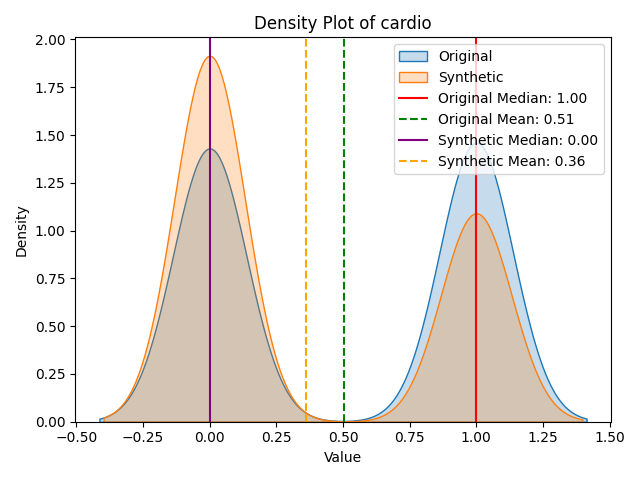 Density Plot of cardio
2.00
1.75
1.50
1.25
1.00
0.75
0.50
0.25
0.00
Density
Original
Synthetic
Original Median: 1.00
Original Mean: 0.51
Synthetic Median: 0.00
Synthetic Mean: 0.36
−0.50 −0.25 0.00 0.25 0.50 0.75 1.00 1.25 1.50
Value